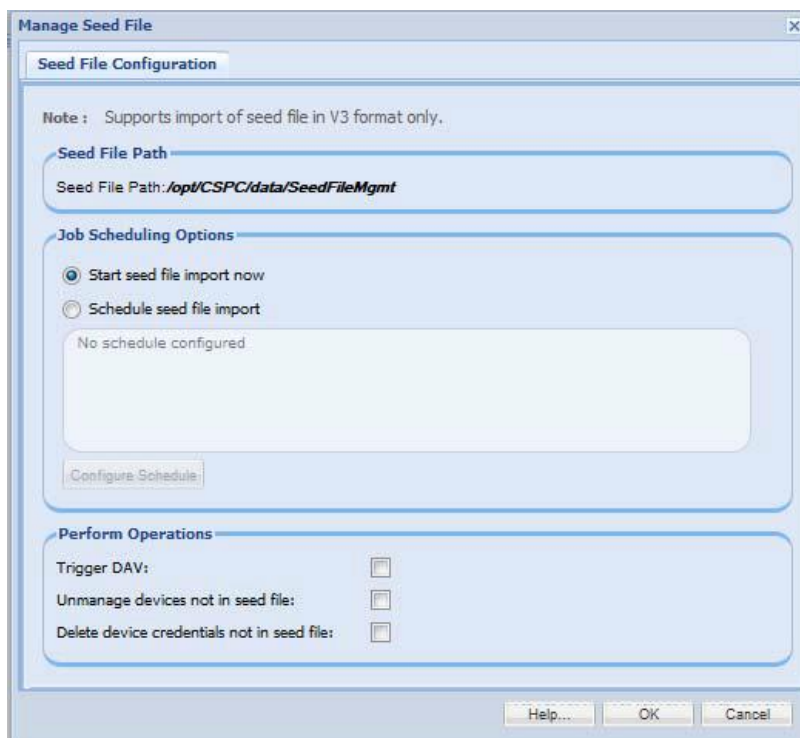 Manage Seed File
Seed File Configuration
Note : Supports import of seed file in V3 format only.
Seed File Path
Seed File Path:/opt/CSPC/data/SeedFileMgmt
Job Scheduling Options
Start seed file import now
Schedule seed file import
No schedule configured
Configure Schedule
Perform Operations
Trigger DAV:
Unmanage devices not in seed file:
Delete device credentials not in seed file:
Help... OK Cancel